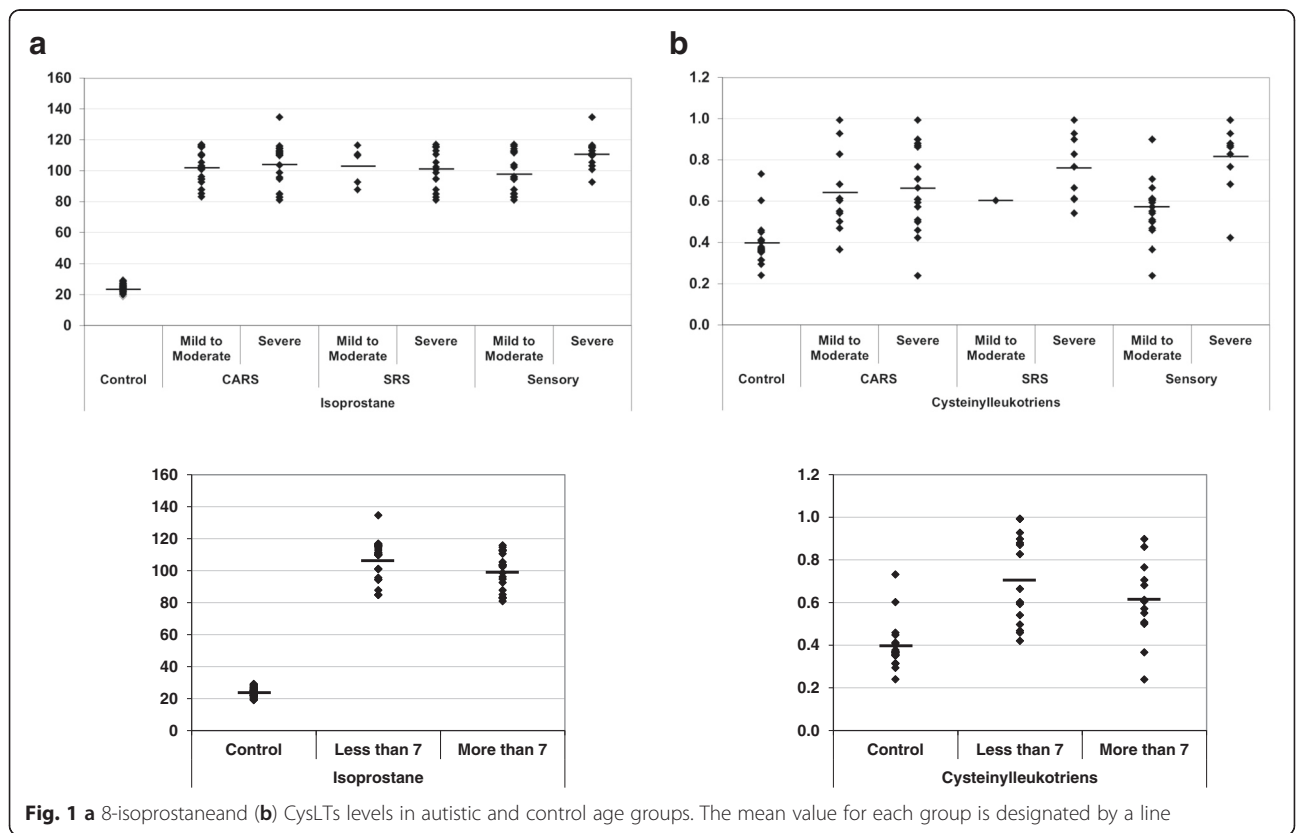 a
160
140
120
100
80
60
40
20
0
Mild to Moderate Severe Mild to Moderate Severe Mild to Moderate Severe
Control CARS SRS Sensory
Isoprostane
b
1.2
1.0
0.8
0.6
0.4
0.2
0.0
Mild to Moderate Severe Mild to Moderate Severe Mild to Moderate Severe
Control CARS SRS Sensory
Cysteinylleukotriens
160
140
120
100
80
60
40
20
0
Control Less than 7 More than 7
Isoprostane
1.2
1.0
0.8
0.6
0.4
0.2
0.0
Control Less than 7 More than 7
Cysteinylleukotriens
Fig. 1 a 8-isoprostaneand (b) CysLTs levels in autistic and control age groups. The mean value for each group is designated by a line